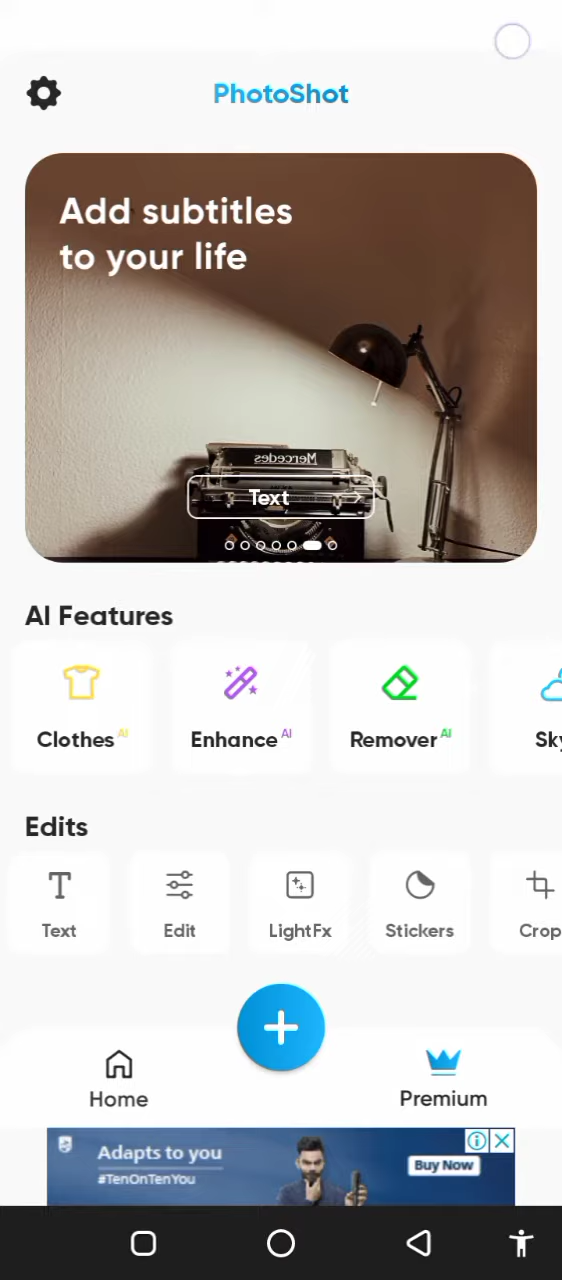 PhotoShot
Add subtitles
to your life
Mercedes
Text
AI Features
Clothes AI
Enhance AI
Remover AI
Sky
Edits
Text
Edit
LightFx
Stickers
Crop
Home
Premium
Adapts to you
#TenOnTenYou
Buy Now